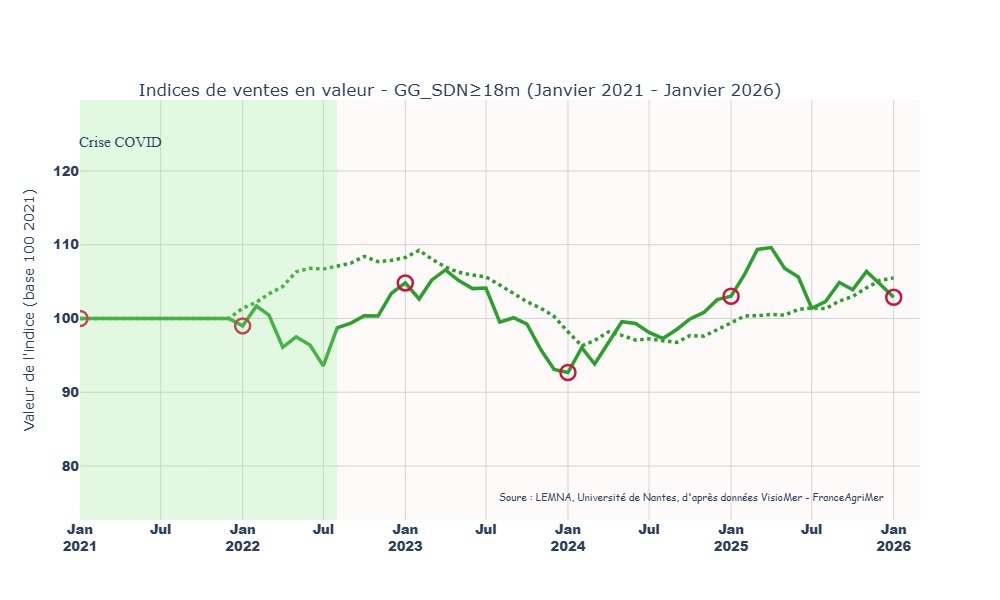 Indices de ventes en valeur - GG_SDN≥18m (Janvier 2021 - Janvier 2026)
Crise COVID
Valeur de l'indice (base 100 2021)
120
110
100
90
80
Soure : LEMNA, Université de Nantes, d'après données VisioMer - FranceAgriMer
Jan Jul Jan Jul Jan Jul Jan Jul Jan Jul Jan
2021 2022 2023 2024 2025 2026